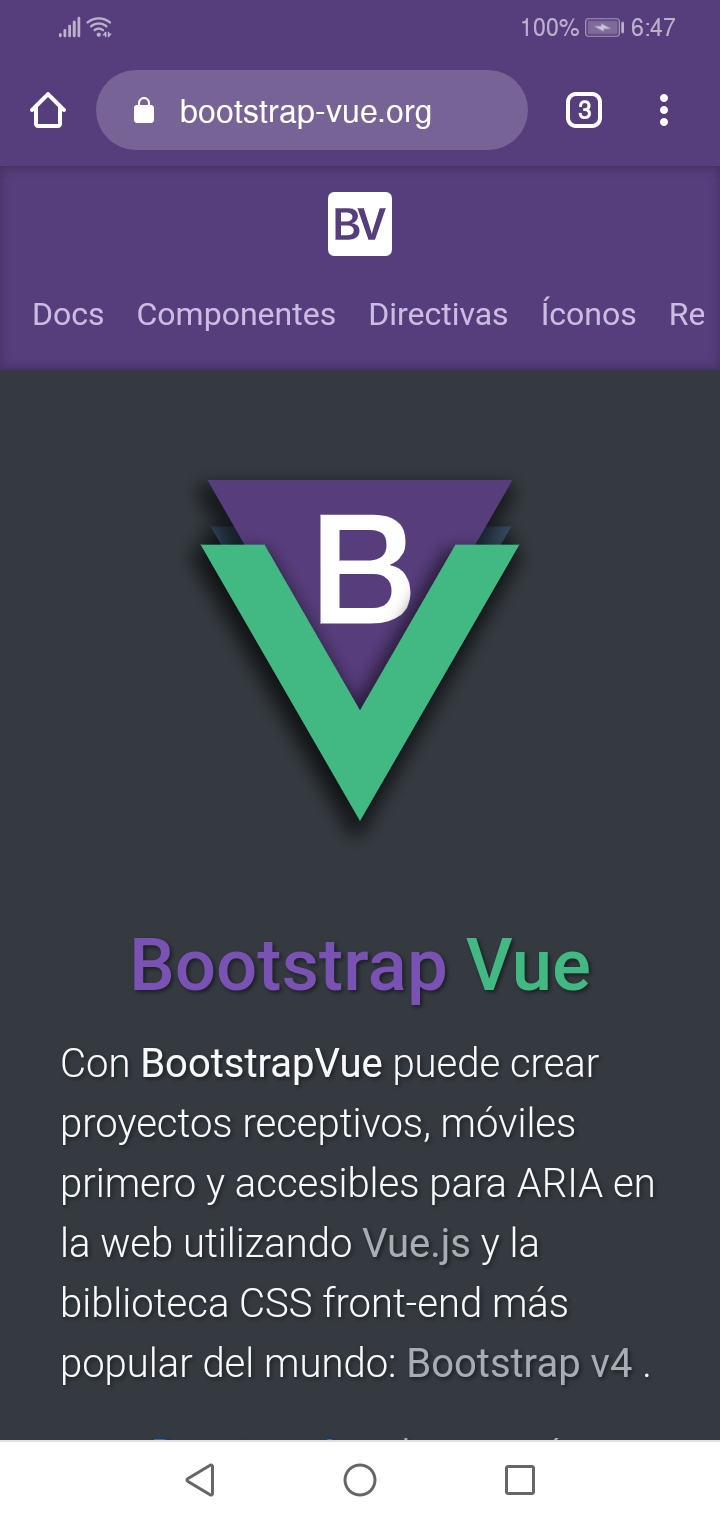 100% 6:47
bootstrap-vue.org 3
BV
Docs Componentes Directivas Íconos Re
B
Bootstrap Vue
Con BootstrapVue puede crear
proyectos receptivos, móviles
primero y accesibles para ARIA en
la web utilizando Vue.js y la
biblioteca CSS front-end más
popular del mundo: Bootstrap v4 .